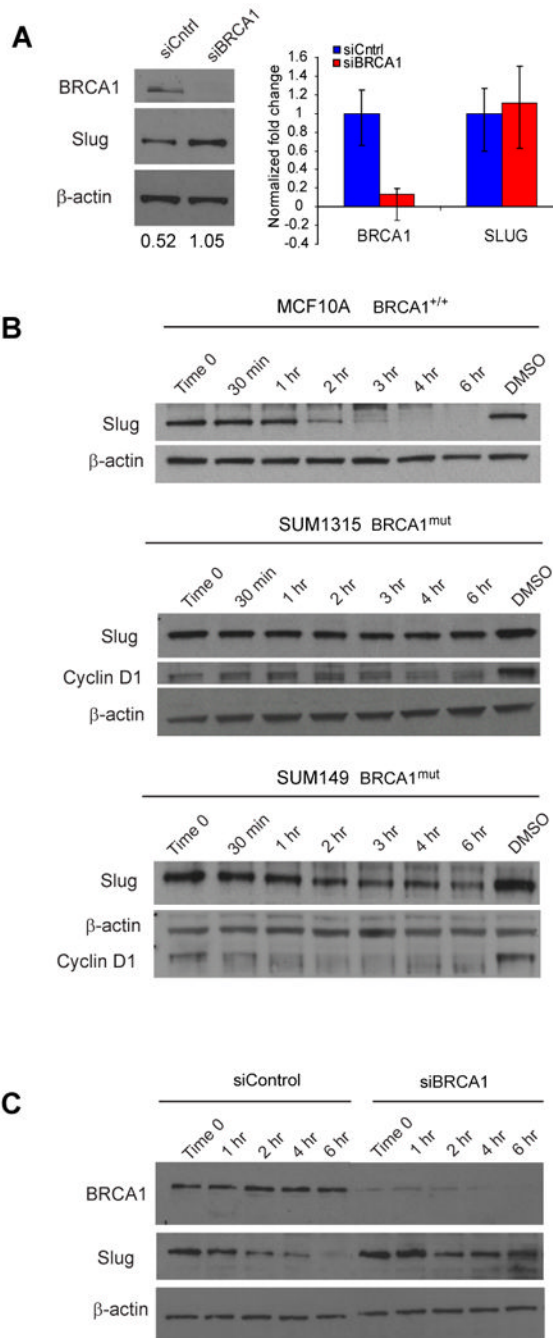 A
siCntrl siBRCA1
BRCA1
Slug
β-actin
0.52 1.05
siCntrl
siBRCA1
Normalized fold change
1.6
1.4
1.2
1
0.8
0.6
0.4
0.2
0
-0.2
-0.4
BRCA1 SLUG
B
MCF10A BRCA1+/+
Time 0 30 min 1 hr 2 hr 3 hr 4 hr 6 hr DMSO
Slug
β-actin
SUM1315 BRCA1mut
Time 0 30 min 1 hr 2 hr 3 hr 4 hr 6 hr DMSO
Slug
Cyclin D1
β-actin
SUM149 BRCA1mut
Time 0 30 min 1 hr 2 hr 3 hr 4 hr 6 hr DMSO
Slug
β-actin
Cyclin D1
C
siControl siBRCA1
Time 0 1 hr 2 hr 4 hr 6 hr Time 0 1 hr 2 hr 4 hr 6 hr
BRCA1
Slug
β-actin